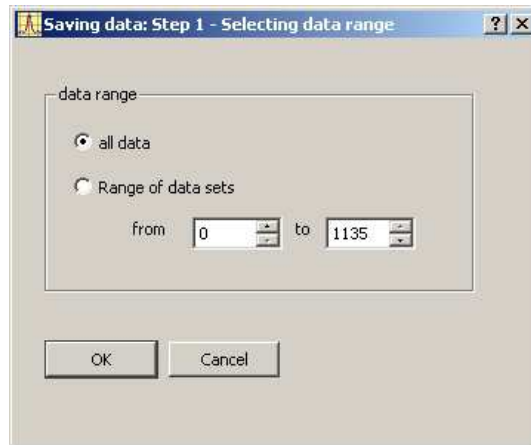 Saving data: Step 1 - Selecting data range
data range
all data
Range of data sets
from 0 to 1135
OK Cancel